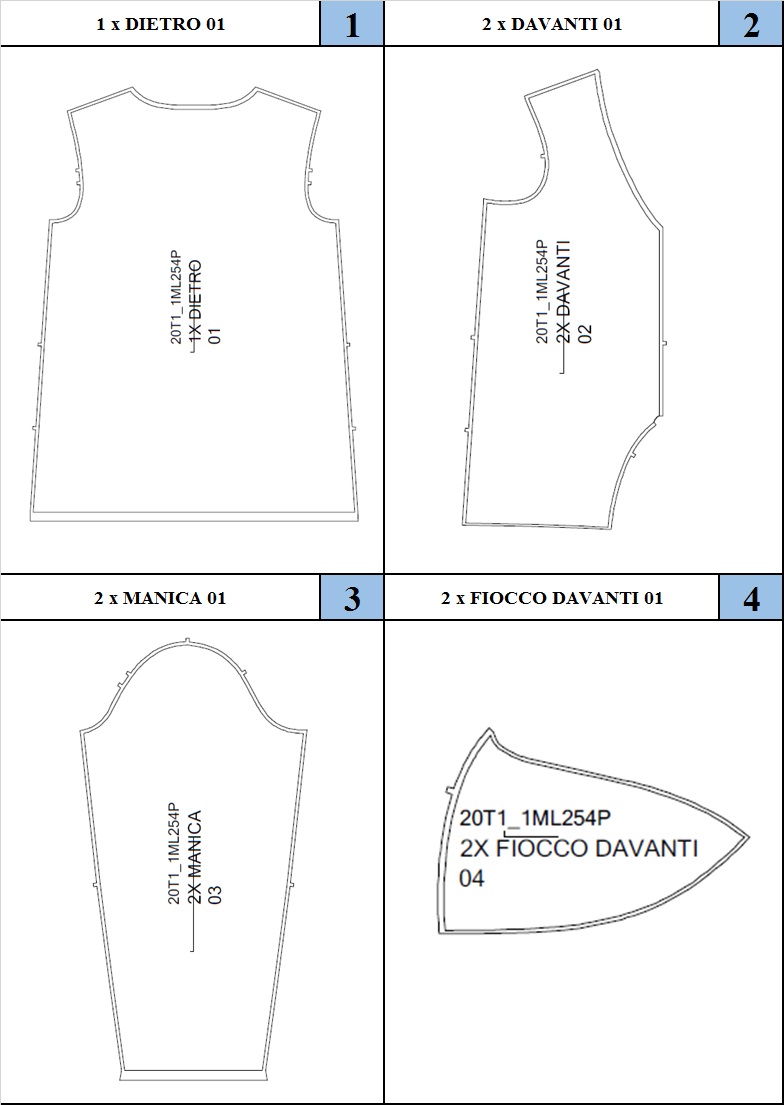 1 x DIETRO 01
1
2 x DAVANTI 01
2
20T1_1ML254P
1X DIETRO
01
20T1_1ML254P
2X DAVANTI
02
2 x MANICA 01
3
2 x FIOCCO DAVANTI 01
4
20T1_1ML254P
2X MANICA
03
20T1_1ML254P
2X FIOCCO DAVANTI
04